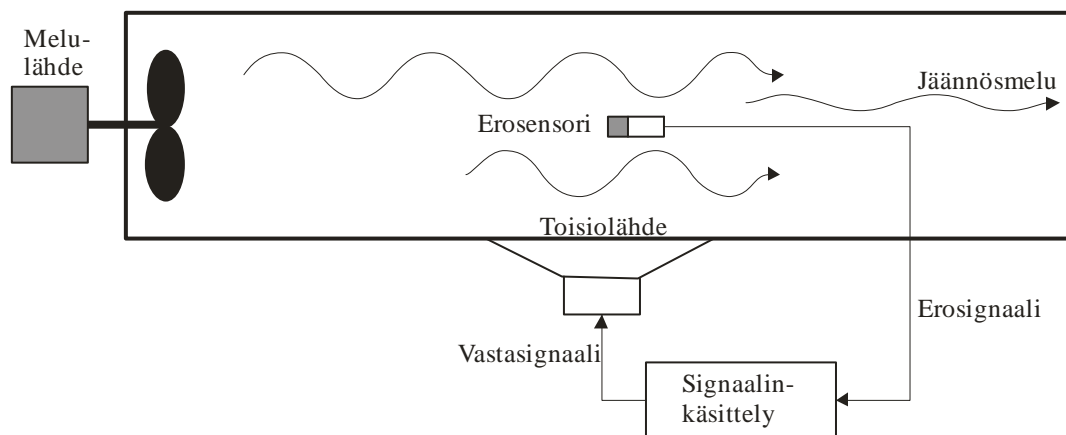 Melu-
lähde
Jäännösmelu
Erosensori
Toisiolähde
Erosignaali
Vastasignaali
Signaalin-
käsittely